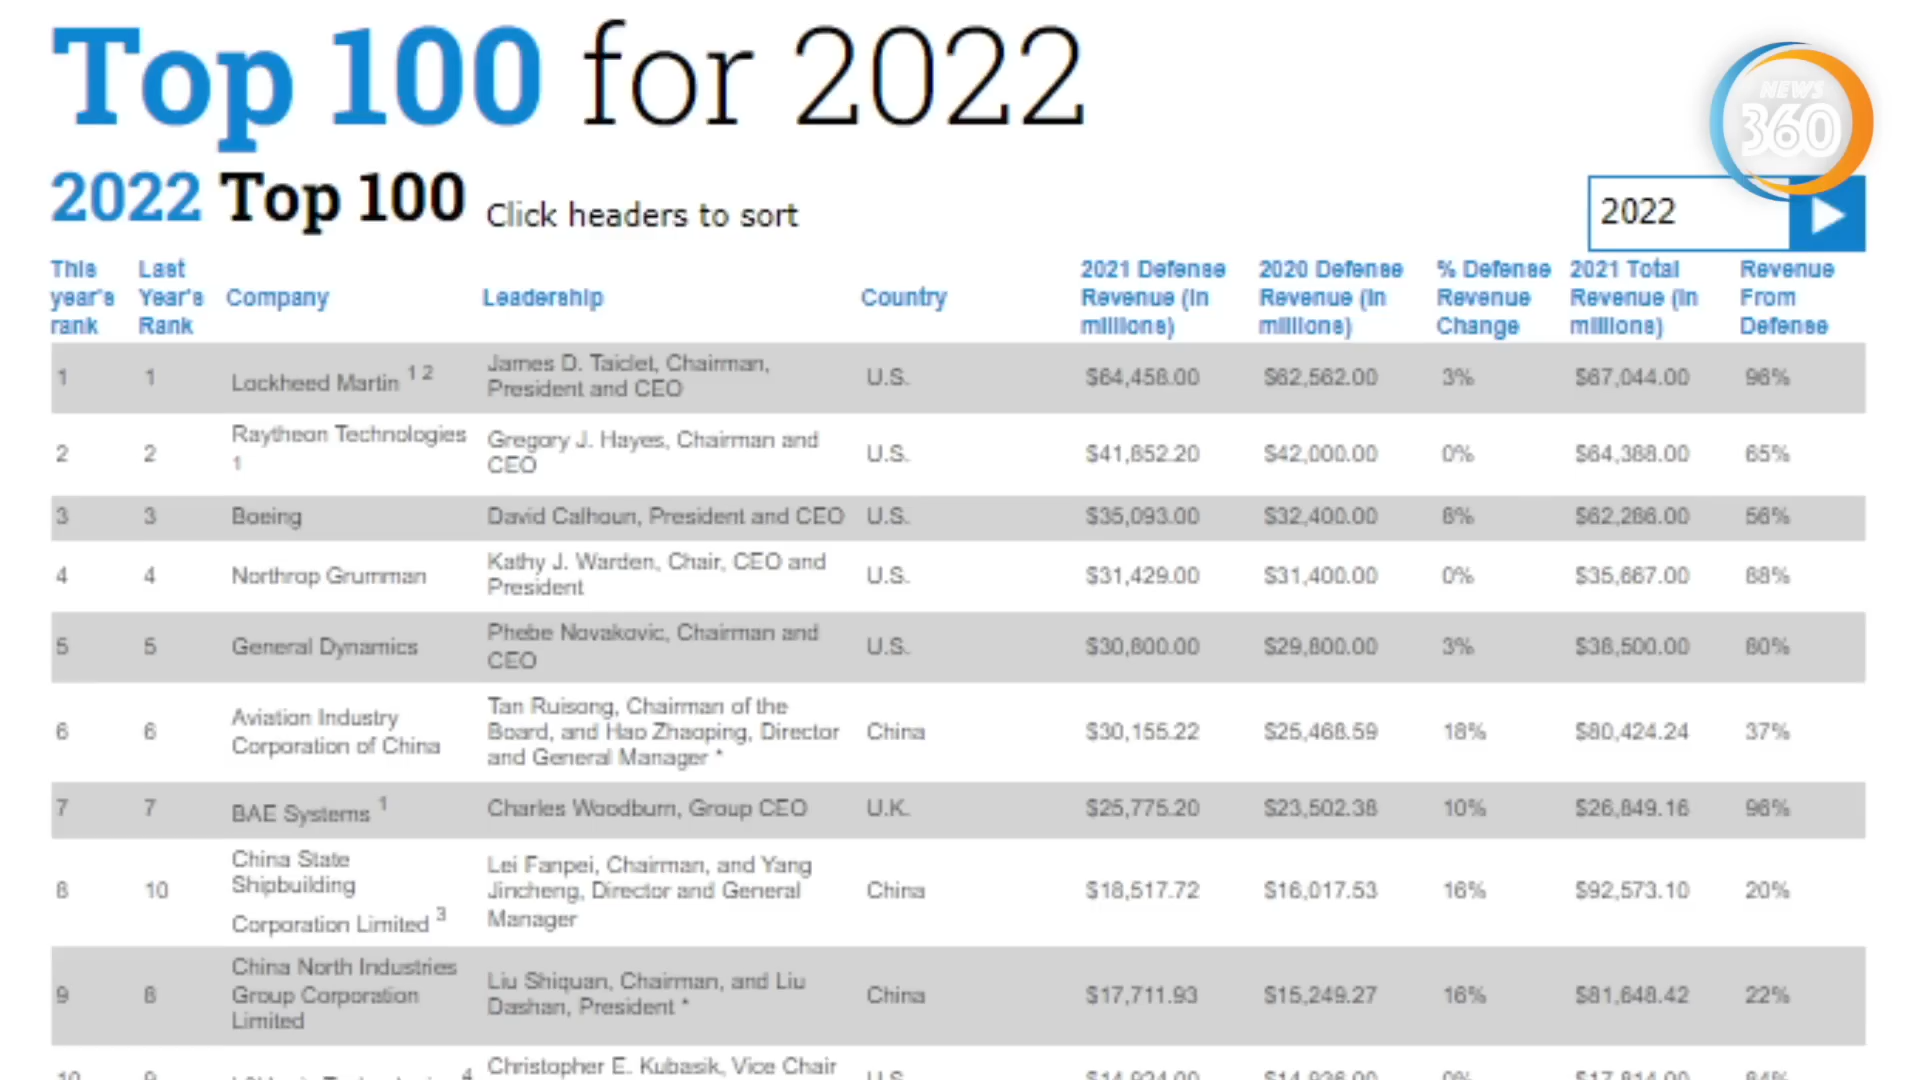 Top 100 for 2022
NEWS
360
2022 Top 100 Click headers to sort
2022
This year's rank Last Year's Rank Company Leadership Country 2021 Defense Revenue (in millions) 2020 Defense Revenue (in millions) % Defense Revenue Change 2021 Total Revenue (in millions) Revenue From Defense
1 1 Lockheed Martin 1 2 James D. Taiclet, Chairman, President and CEO U.S. $64,458.00 $62,562.00 3% $67,044.00 96%
2 2 Raytheon Technologies 1 Gregory J. Hayes, Chairman and CEO U.S. $41,852.20 $42,000.00 0% $64,388.00 65%
3 3 Boeing David Calhoun, President and CEO U.S. $35,093.00 $32,400.00 8% $62,286.00 56%
4 4 Northrop Grumman Kathy J. Warden, Chair, CEO and President U.S. $31,429.00 $31,400.00 0% $35,667.00 88%
5 5 General Dynamics Phebe Novakovic, Chairman and CEO U.S. $30,800.00 $29,800.00 3% $38,500.00 80%
6 6 Aviation Industry Corporation of China Tan Ruisong, Chairman of the Board, and Hao Zhaoping, Director and General Manager * China $30,155.22 $25,468.59 18% $80,424.24 37%
7 7 BAE Systems 1 Charles Woodburn, Group CEO U.K. $25,775.20 $23,502.38 10% $26,849.16 96%
8 10 China State Shipbuilding Corporation Limited 3 Lei Fanpei, Chairman, and Yang Jincheng, Director and General Manager China $18,517.72 $16,017.53 16% $92,573.10 20%
9 8 China North Industries Group Corporation Limited Liu Shiquan, Chairman, and Liu Dashan, President * China $17,711.93 $15,249.27 16% $81,648.42 22%
10 9 4 Christopher E. Kubasik, Vice Chair U.S.